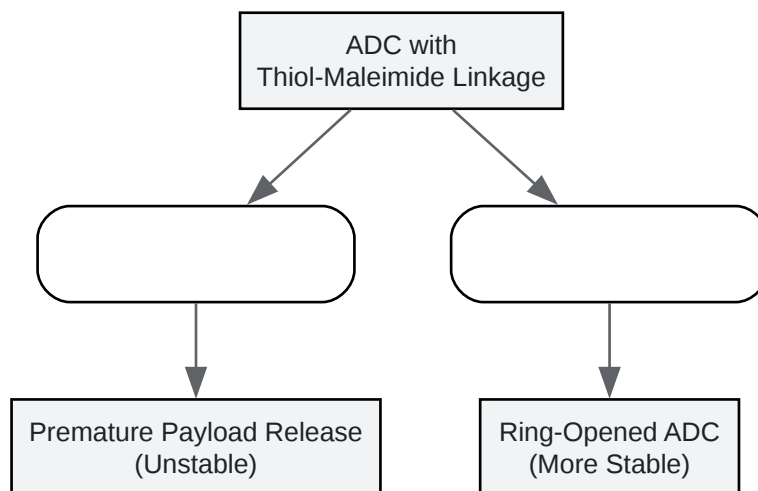 ADC with
Thiol-Maleimide Linkage
Premature Payload Release
(Unstable)
Ring-Opened ADC
(More Stable)